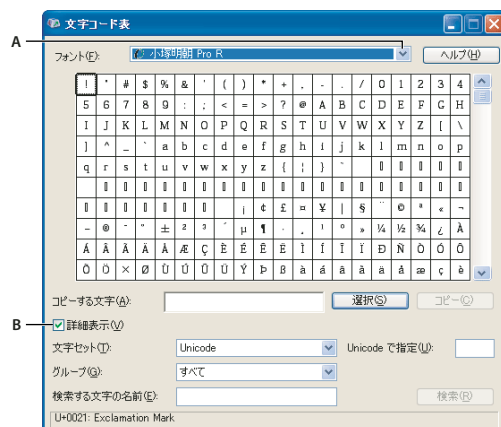 文字コード表
A
フォント(F): 小塚明朝 Pro R ヘルプ(H)
! " # $ % & ' ( ) * + , - . / 0 1 2 3 4
5 6 7 8 9 : ; < = > ? @ A B C D E F G H
I J K L M N O P Q R S T U V W X Y Z [ \
] ^ _ ` a b c d e f g h i j k l m n o p
q r s t u v w x y z { | } ~
¡ ¢ £ ¤ ¥ ¦ § ¨ © ª « ¬
- ® ¯ ° ± ² ³ ´ µ ¶ · ¸ ¹ º » ¼ ½ ¾ ¿ À
Á Â Ã Ä Å Æ Ç È É Ê Ë Ì Í Î Ï Ð Ñ Ò Ó Ô
Õ Ö × Ø Ù Ú Û Ü Ý Þ ß à á â ã ä å æ ç è
コピーする文字(A): 選択(S) コピー(C)
B
詳細表示(V)
文字セット(T): Unicode Unicode で指定(U):
グループ(G): すべて
検索する文字の名前(E): 検索(R)
U+0021: Exclamation Mark